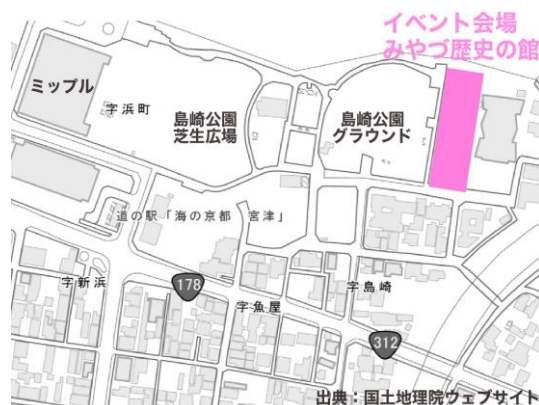 イベント会場
みやづ歴史の館
ミップル
字浜町
島崎公園
芝生広場
島崎公園
グラウンド
道の駅「海の京都 宮津」
字新浜
178
字魚屋
字島崎
312
出典：国土地理院ウェブサイト